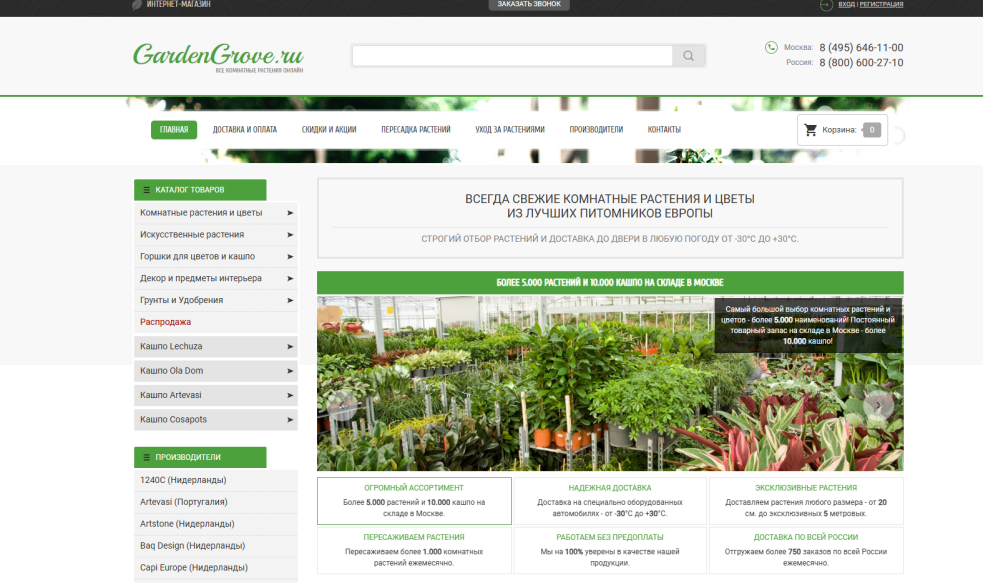 ИНТЕРНЕТ-МАГАЗИН
ЗАКАЗАТЬ ЗВОНОК
ВХОД | РЕГИСТРАЦИЯ
GardenGrove.ru
ВСЕ КОМНАТНЫЕ РАСТЕНИЯ ОНЛАЙН
Москва: 8 (495) 646-11-00
Россия: 8 (800) 600-27-10
ГЛАВНАЯ
ДОСТАВКА И ОПЛАТА
СКИДКИ И АКЦИИ
ПЕРЕСАДКА РАСТЕНИЙ
УХОД ЗА РАСТЕНИЯМИ
ПРОИЗВОДИТЕЛИ
КОНТАКТЫ
Корзина: 0
КАТАЛОГ ТОВАРОВ
Комнатные растения и цветы
Искусственные растения
Горшки для цветов и кашпо
Декор и предметы интерьера
Грунты и Удобрения
Распродажа
Кашпо Lechuza
Кашпо Ola Dom
Кашпо Artevasi
Кашпо Cosapots
ПРОИЗВОДИТЕЛИ
1240C (Нидерланды)
Artevasi (Португалия)
Artstone (Нидерланды)
Baq Design (Нидерланды)
Capi Europe (Нидерланды)
ВСЕГДА СВЕЖИЕ КОМНАТНЫЕ РАСТЕНИЯ И ЦВЕТЫ
ИЗ ЛУЧШИХ ПИТОМНИКОВ ЕВРОПЫ
СТРОГИЙ ОТБОР РАСТЕНИЙ И ДОСТАВКА ДО ДВЕРИ В ЛЮБУЮ ПОГОДУ ОТ -30°С ДО +30°С.
БОЛЕЕ 5.000 РАСТЕНИЙ И 10.000 КАШПО НА СКЛАДЕ В МОСКВЕ
Самый большой выбор комнатных растений и
цветов - более 5.000 наименований! Постоянный
товарный запас на складе в Москве - более
10.000 кашпо!
ОГРОМНЫЙ АССОРТИМЕНТ
Более 5.000 растений и 10.000 кашпо на
складе в Москве.
НАДЕЖНАЯ ДОСТАВКА
Доставка на специально оборудованных
автомобилях - от -30°С до +30°С.
ЭКСКЛЮЗИВНЫЕ РАСТЕНИЯ
Доставляем растения любого размера - от 20
см. до эксклюзивных 5 метровых.
ПЕРЕСАЖИВАЕМ РАСТЕНИЯ
Пересаживаем более 1.000 комнатных
растений ежемесячно.
РАБОТАЕМ БЕЗ ПРЕДОПЛАТЫ
Мы на 100% уверены в качестве нашей
продукции.
ДОСТАВКА ПО ВСЕЙ РОССИИ
Отгружаем более 750 заказов по всей России
ежемесячно.